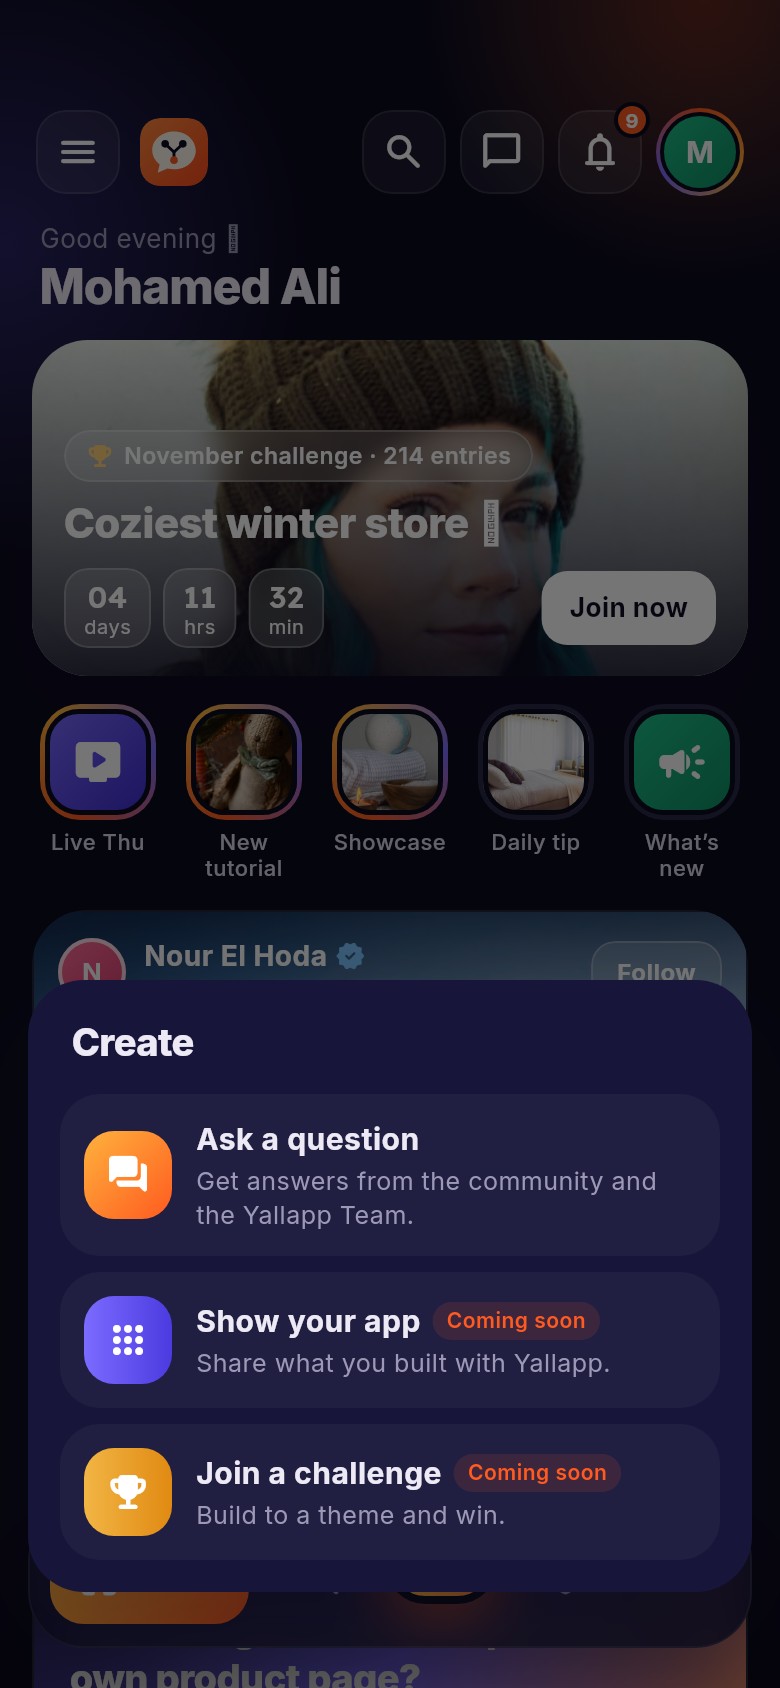 9
M
Good evening
Mohamed Ali
November challenge · 214 entries
Coziest winter store
04 days
11 hrs
32 min
Join now
Live Thu
New tutorial
Showcase
Daily tip
What's new
N
Nour El Hoda
Follow
Create
Ask a question
Get answers from the community and
the Yallapp Team.
Show your app
Coming soon
Share what you built with Yallapp.
Join a challenge
Coming soon
Build to a theme and win.
own product page?